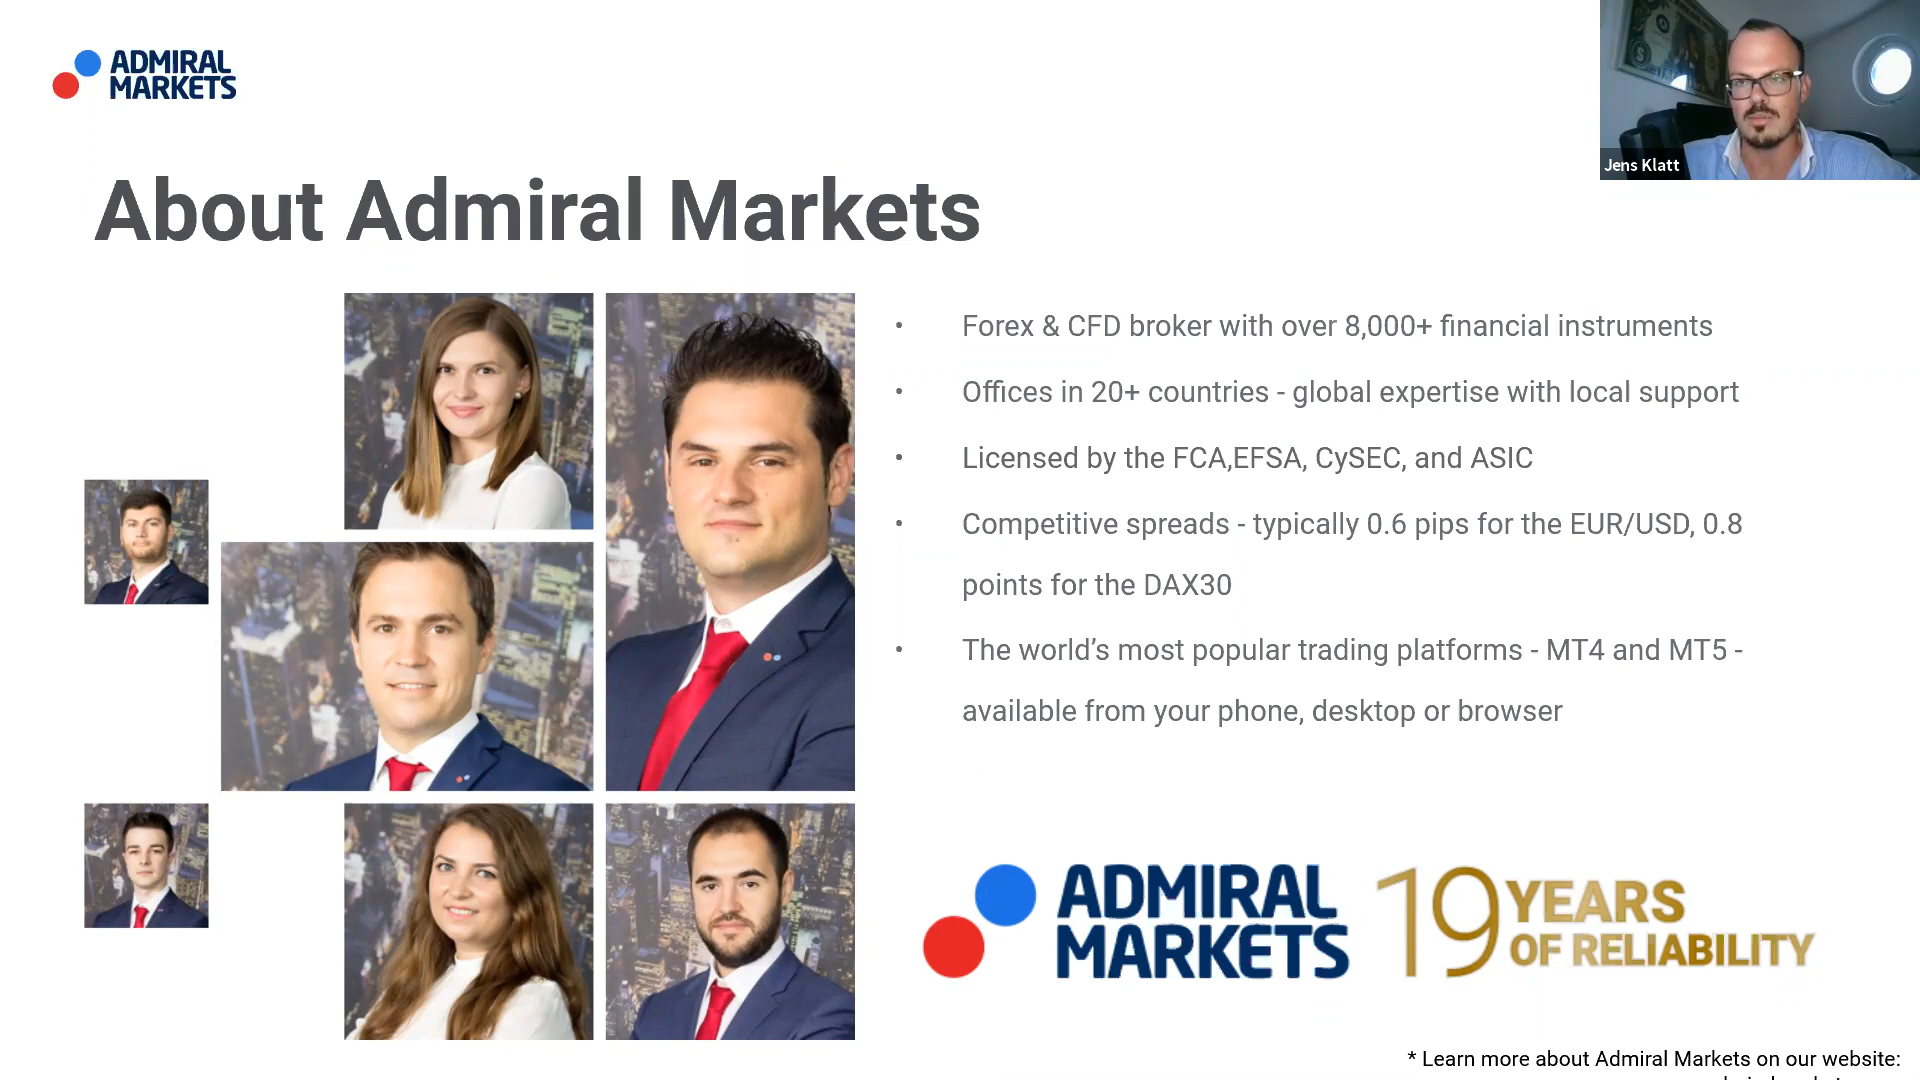 ADMIRAL
MARKETS
Jens Klatt
About Admiral Markets
• Forex & CFD broker with over 8,000+ financial instruments
• Offices in 20+ countries - global expertise with local support
• Licensed by the FCA,EFSA, CySEC, and ASIC
• Competitive spreads - typically 0.6 pips for the EUR/USD, 0.8
points for the DAX30
• The world’s most popular trading platforms - MT4 and MT5 -
available from your phone, desktop or browser
ADMIRAL
MARKETS
19 YEARS
OF RELIABILITY
* Learn more about Admiral Markets on our website: